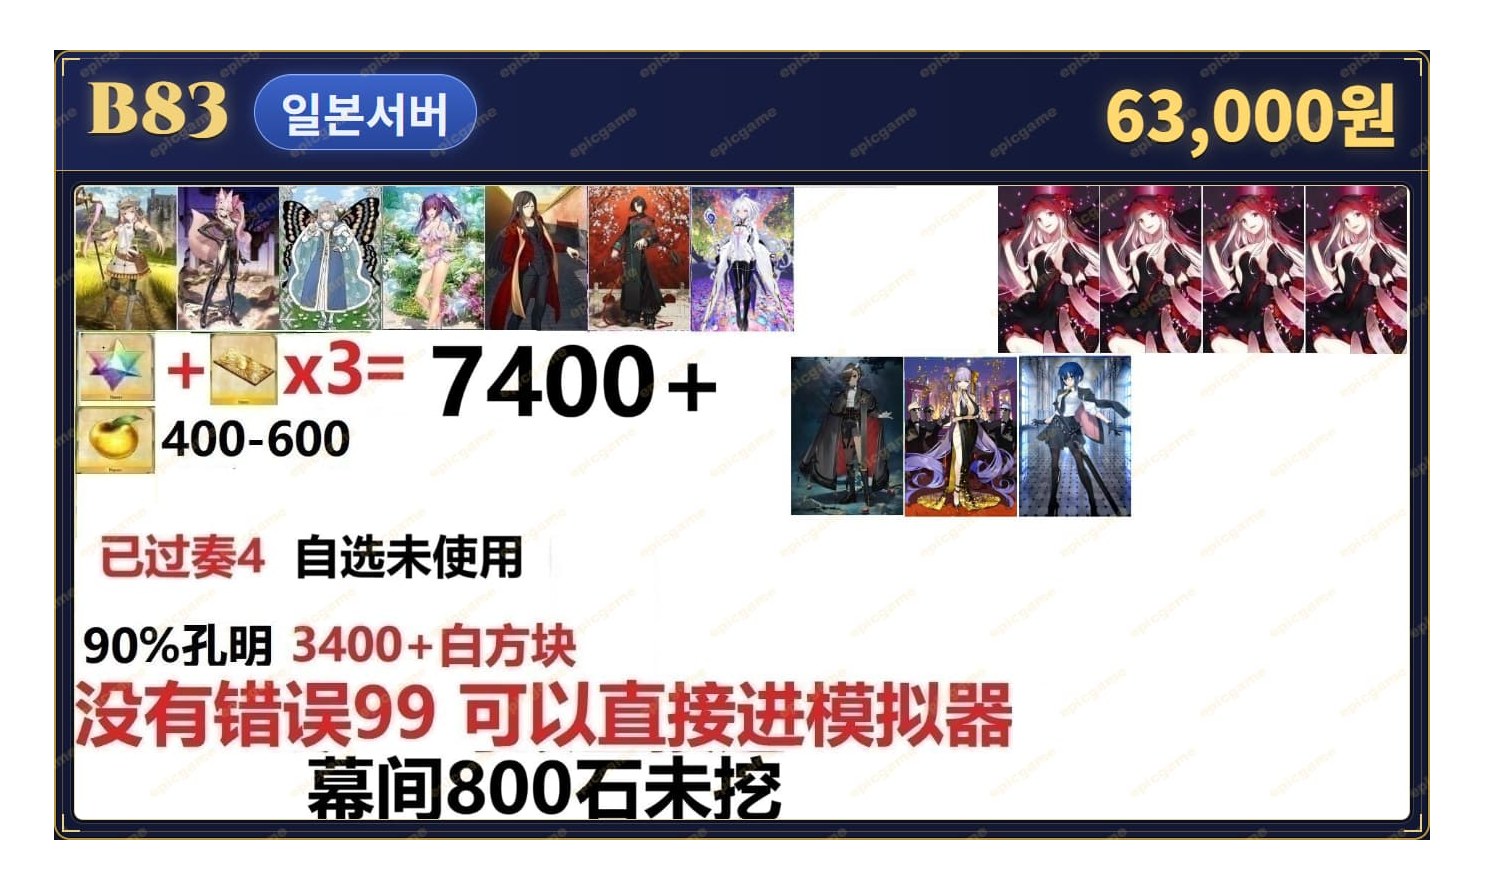 B83 일본서버 63,000원
+ x3= 7400+
400-600
已过奏4 自选未使用
90%孔明 3400+白方块
没有错误99 可以直接进模拟器
幕间800石未挖
epicgame